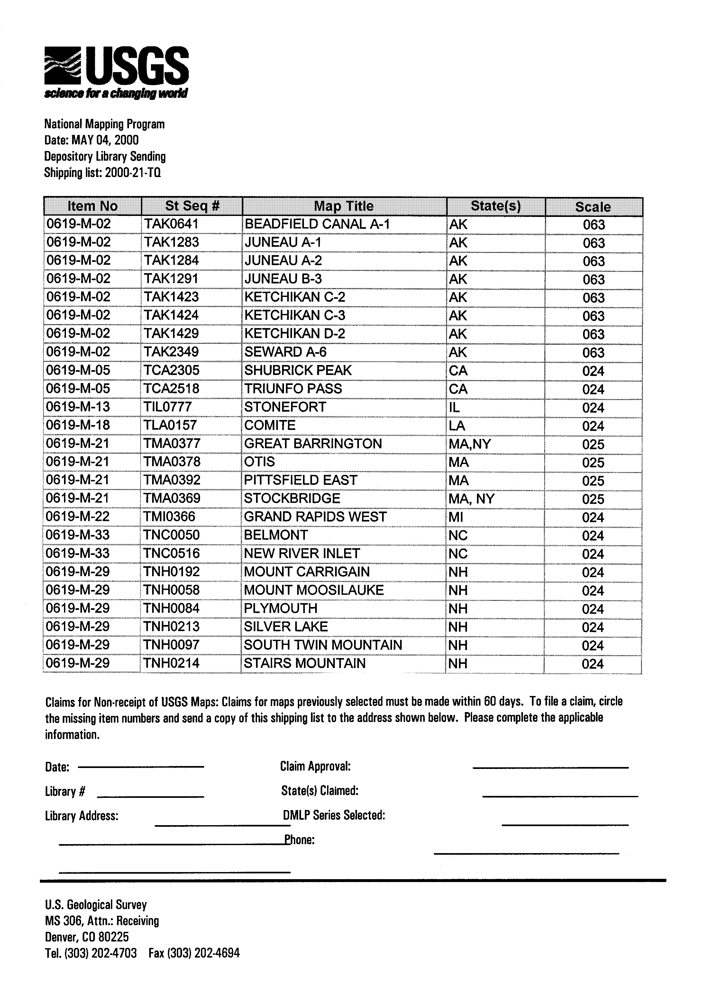 USGS
science for a changing world
National Mapping Program
Date: MAY 04, 2000
Depository Library Sending
Shipping list: 2000-21-TQ
Item No St Seq # Map Title State(s) Scale
0619-M-02 TAK0641 BEADFIELD CANAL A-1 AK 063
0619-M-02 TAK1283 JUNEAU A-1 AK 063
0619-M-02 TAK1284 JUNEAU A-2 AK 063
0619-M-02 TAK1291 JUNEAU B-3 AK 063
0619-M-02 TAK1423 KETCHIKAN C-2 AK 063
0619-M-02 TAK1424 KETCHIKAN C-3 AK 063
0619-M-02 TAK1429 KETCHIKAN D-2 AK 063
0619-M-02 TAK2349 SEWARD A-6 AK 063
0619-M-05 TCA2305 SHUBRICK PEAK CA 024
0619-M-05 TCA2518 TRIUNFO PASS CA 024
0619-M-13 TIL0777 STONEFORT IL 024
0619-M-18 TLA0157 COMITE LA 024
0619-M-21 TMA0377 GREAT BARRINGTON MA,NY 025
0619-M-21 TMA0378 OTIS MA 025
0619-M-21 TMA0392 PITTSFIELD EAST MA 025
0619-M-21 TMA0369 STOCKBRIDGE MA, NY 025
0619-M-22 TMI0366 GRAND RAPIDS WEST MI 024
0619-M-33 TNC0050 BELMONT NC 024
0619-M-33 TNC0516 NEW RIVER INLET NC 024
0619-M-29 TNH0192 MOUNT CARRIGAIN NH 024
0619-M-29 TNH0058 MOUNT MOOSILAUKE NH 024
0619-M-29 TNH0084 PLYMOUTH NH 024
0619-M-29 TNH0213 SILVER LAKE NH 024
0619-M-29 TNH0097 SOUTH TWIN MOUNTAIN NH 024
0619-M-29 TNH0214 STAIRS MOUNTAIN NH 024
Claims for Non-receipt of USGS Maps: Claims for maps previously selected must be made within 60 days. To file a claim, circle
the missing item numbers and send a copy of this shipping list to the address shown below. Please complete the applicable
information.
Date: Claim Approval:
Library # State(s) Claimed:
Library Address: DMLP Series Selected:
Phone:
U.S. Geological Survey
MS 306, Attn.: Receiving
Denver, CO 80225
Tel. (303) 202-4703 Fax (303) 202-4694